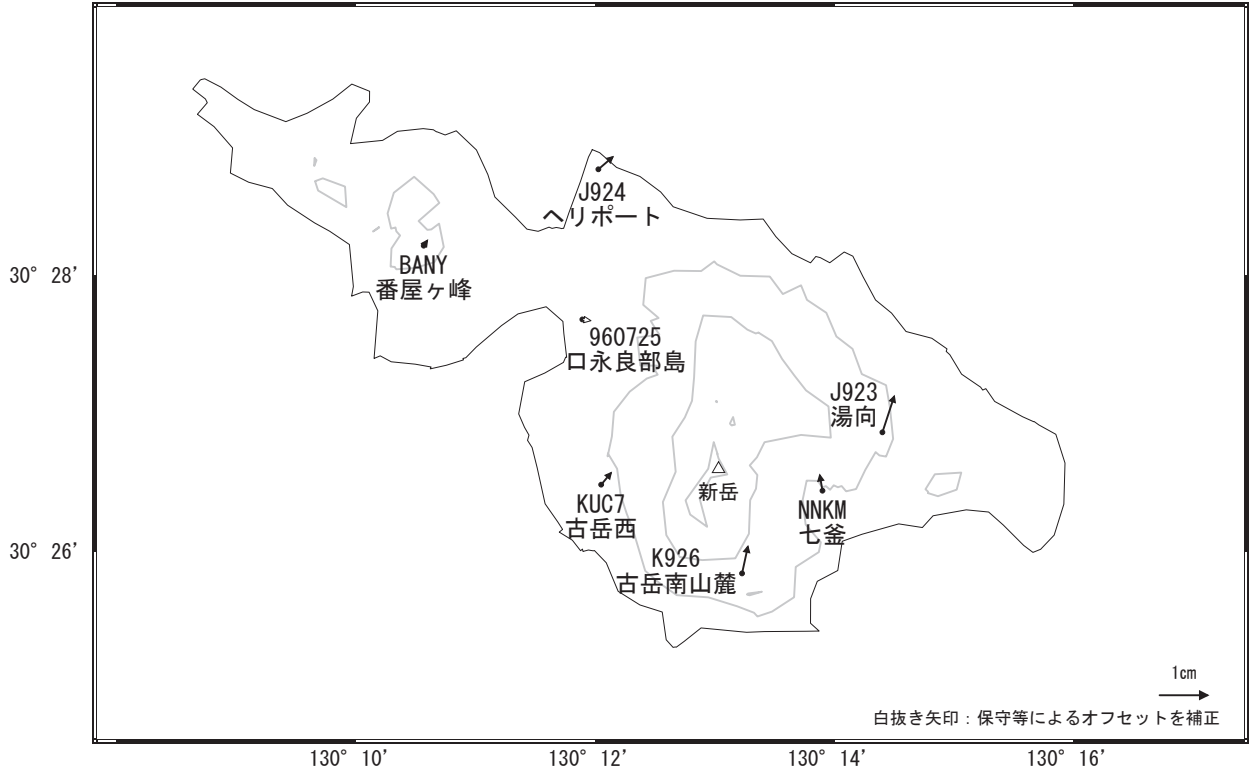 J924
ヘリポート
30° 28'
BANY
番屋ヶ峰
960725
口永良部島
J923
湯向
新岳
KUC7
古岳西
NNKM
七釜
30° 26'
K926
古岳南山麓
1cm
白抜き矢印：保守等によるオフセットを補正
130° 10'
130° 12'
130° 14'
130° 16'